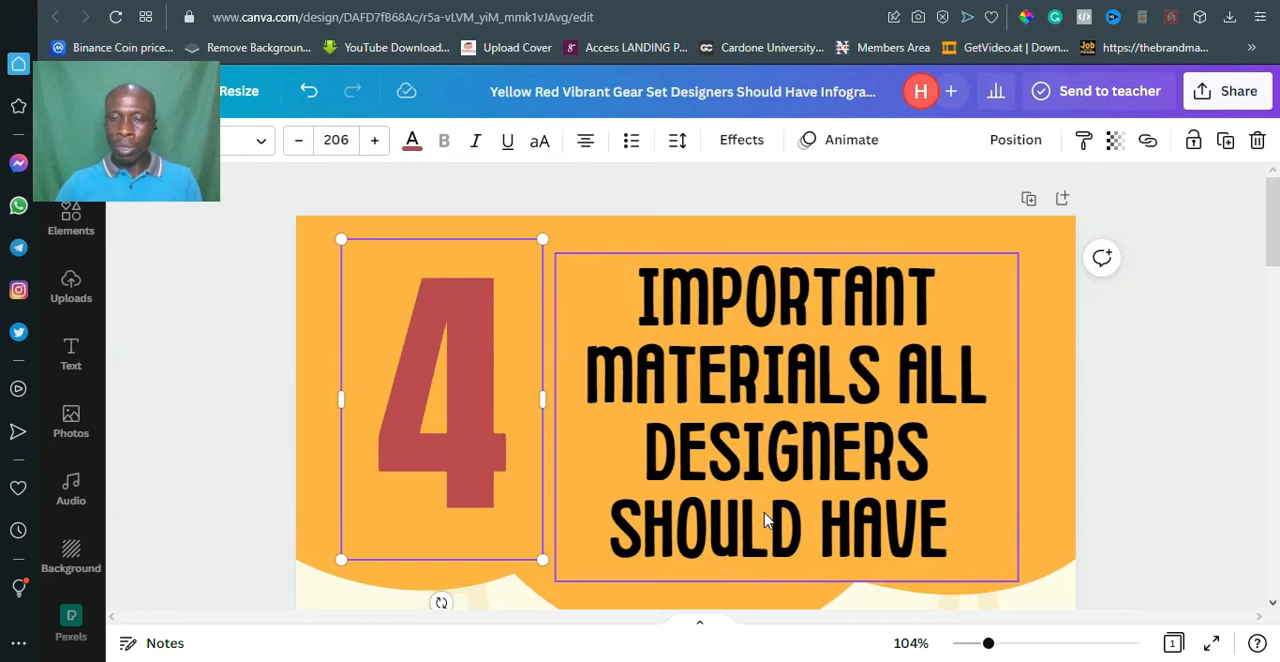 www.canva.com/design/DAFD7fB68Ac/r5a-vLVM_yiM_mmk1vJAvg/edit
Binance Coin price...
Remove Backgroun...
YouTube Download...
Upload Cover
Access LANDING P...
Cardone University...
Members Area
GetVideo.at | Down...
https://thebrandma...
Resize
Yellow Red Vibrant Gear Set Designers Should Have Infogra...
H
Send to teacher
Share
206
A
B
I
U
aA
Effects
Animate
Position
Elements
Uploads
Text
Photos
Audio
Background
Pexels
4
IMPORTANT
MATERIALS ALL
DESIGNERS
SHOULD HAVE
Notes
104%
1